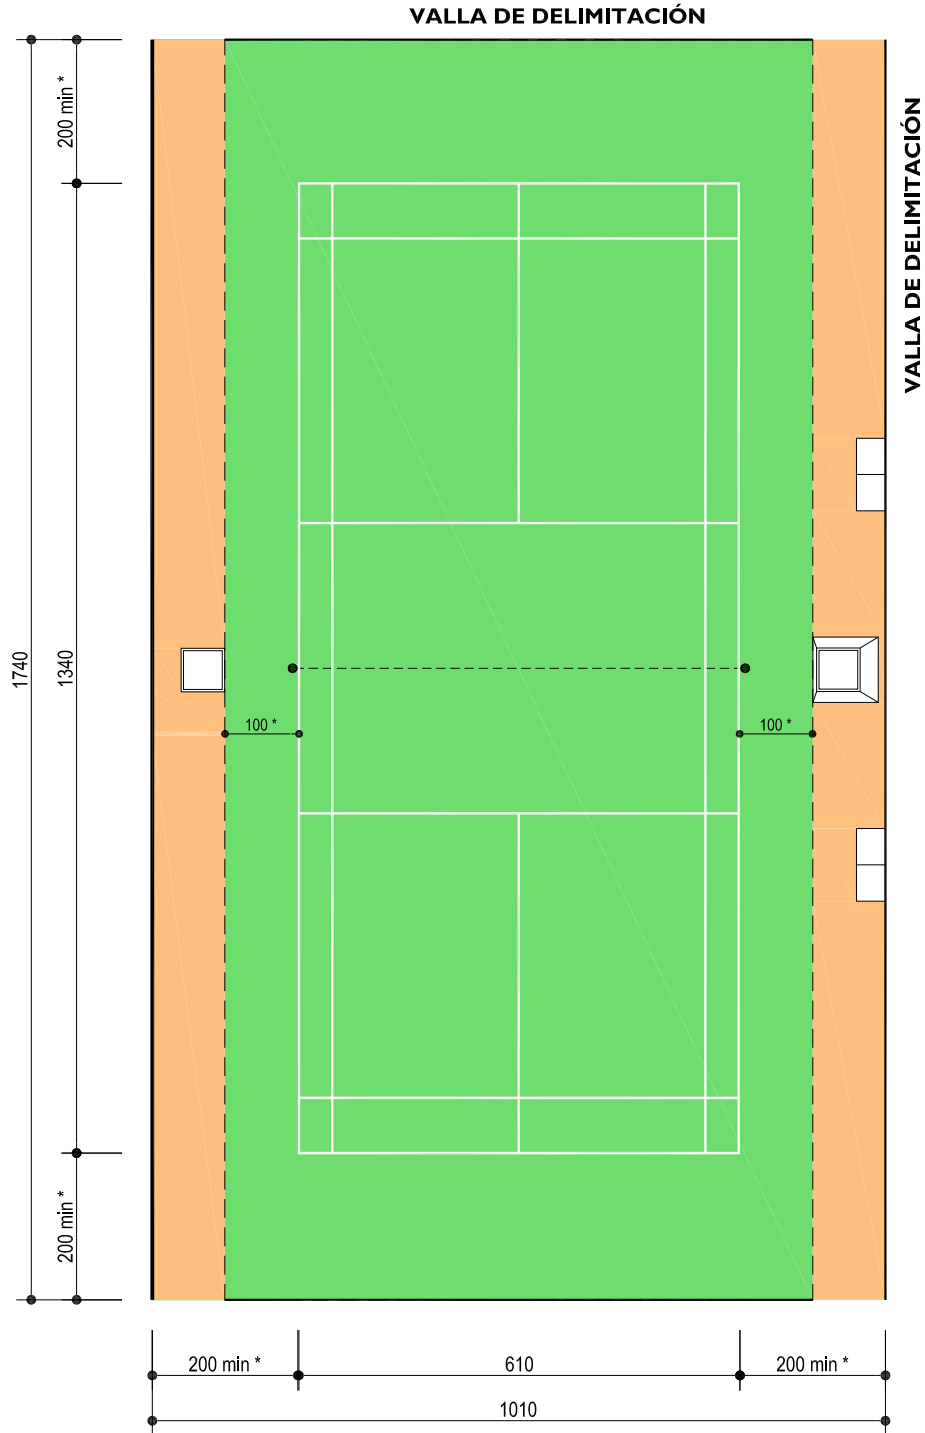 VALLA DE DELIMITACIÓN
200 min *
VALLA DE DELIMITACIÓN
1740
1340
100 *
100 *
200 min *
200 min *
610
200 min *
1010